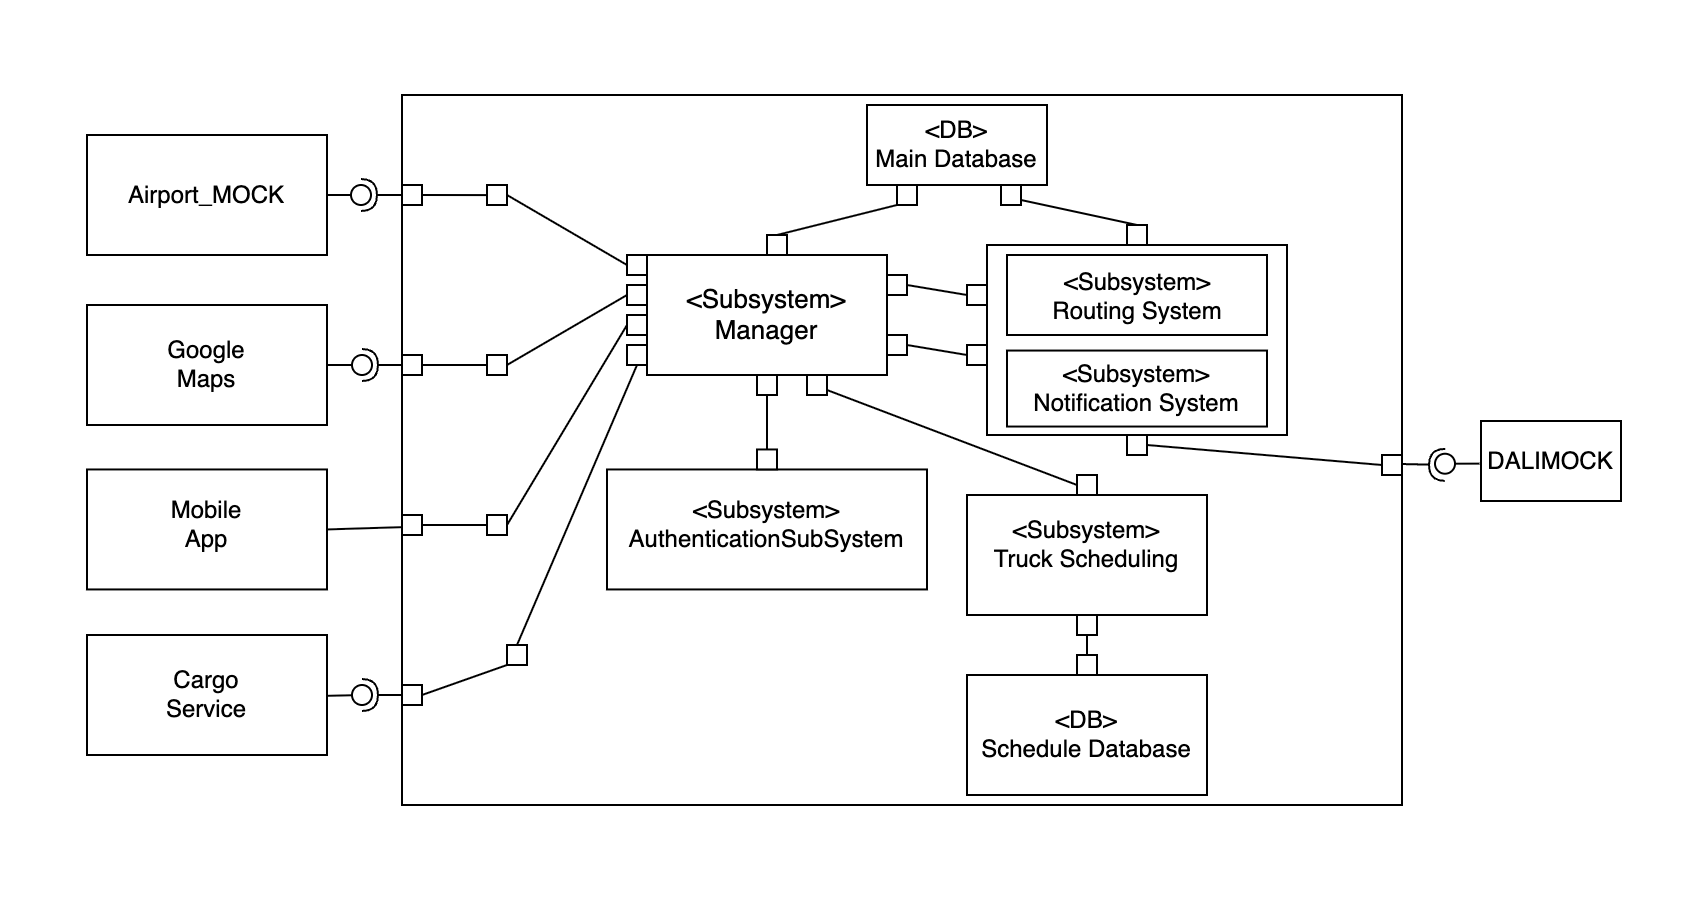 Airport_MOCK
Google
Maps
Mobile
App
Cargo
Service
<DB>
Main Database
<Subsystem>
Manager
<Subsystem>
Routing System
<Subsystem>
Notification System
<Subsystem>
AuthenticationSubSystem
<Subsystem>
Truck Scheduling
<DB>
Schedule Database
DALIMOCK